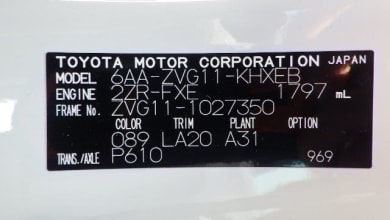 TOYOTA MOTOR CORPORATION JAPAN
MODEL 6AA-ZVG11-KHXEB
ENGINE 2ZR-FXE 1797 mL
FRAME No. ZVG11-1027350
COLOR TRIM PLANT OPTION
089 LA20 A31
TRANS./AXLE P610 969